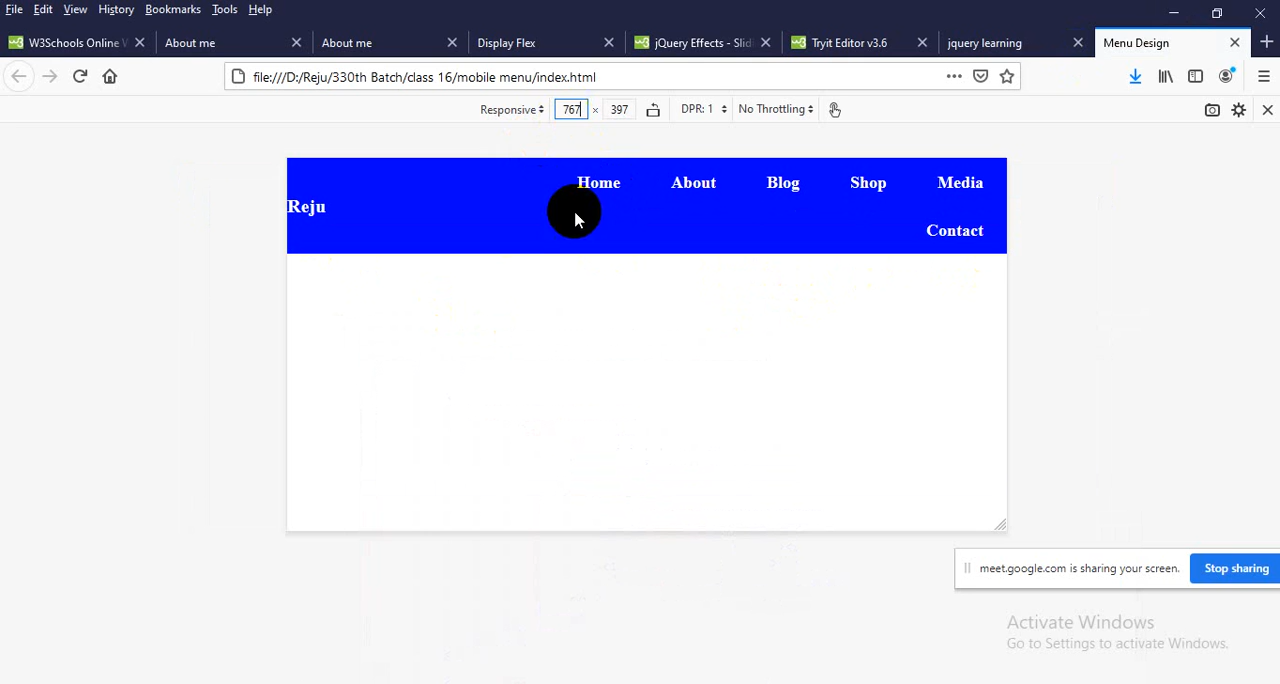 File Edit View History Bookmarks Tools Help
W3Schools Online W About me About me Display Flex jQuery Effects - Slid Tryit Editor v3.6 jquery learning Menu Design
file:///D:/Reju/330th Batch/class 16/mobile menu/index.html
Responsive 767 × 397 DPR: 1 No Throttling
Home About Blog Shop Media
Reju
Contact
meet.google.com is sharing your screen. Stop sharing
Activate Windows
Go to Settings to activate Windows.